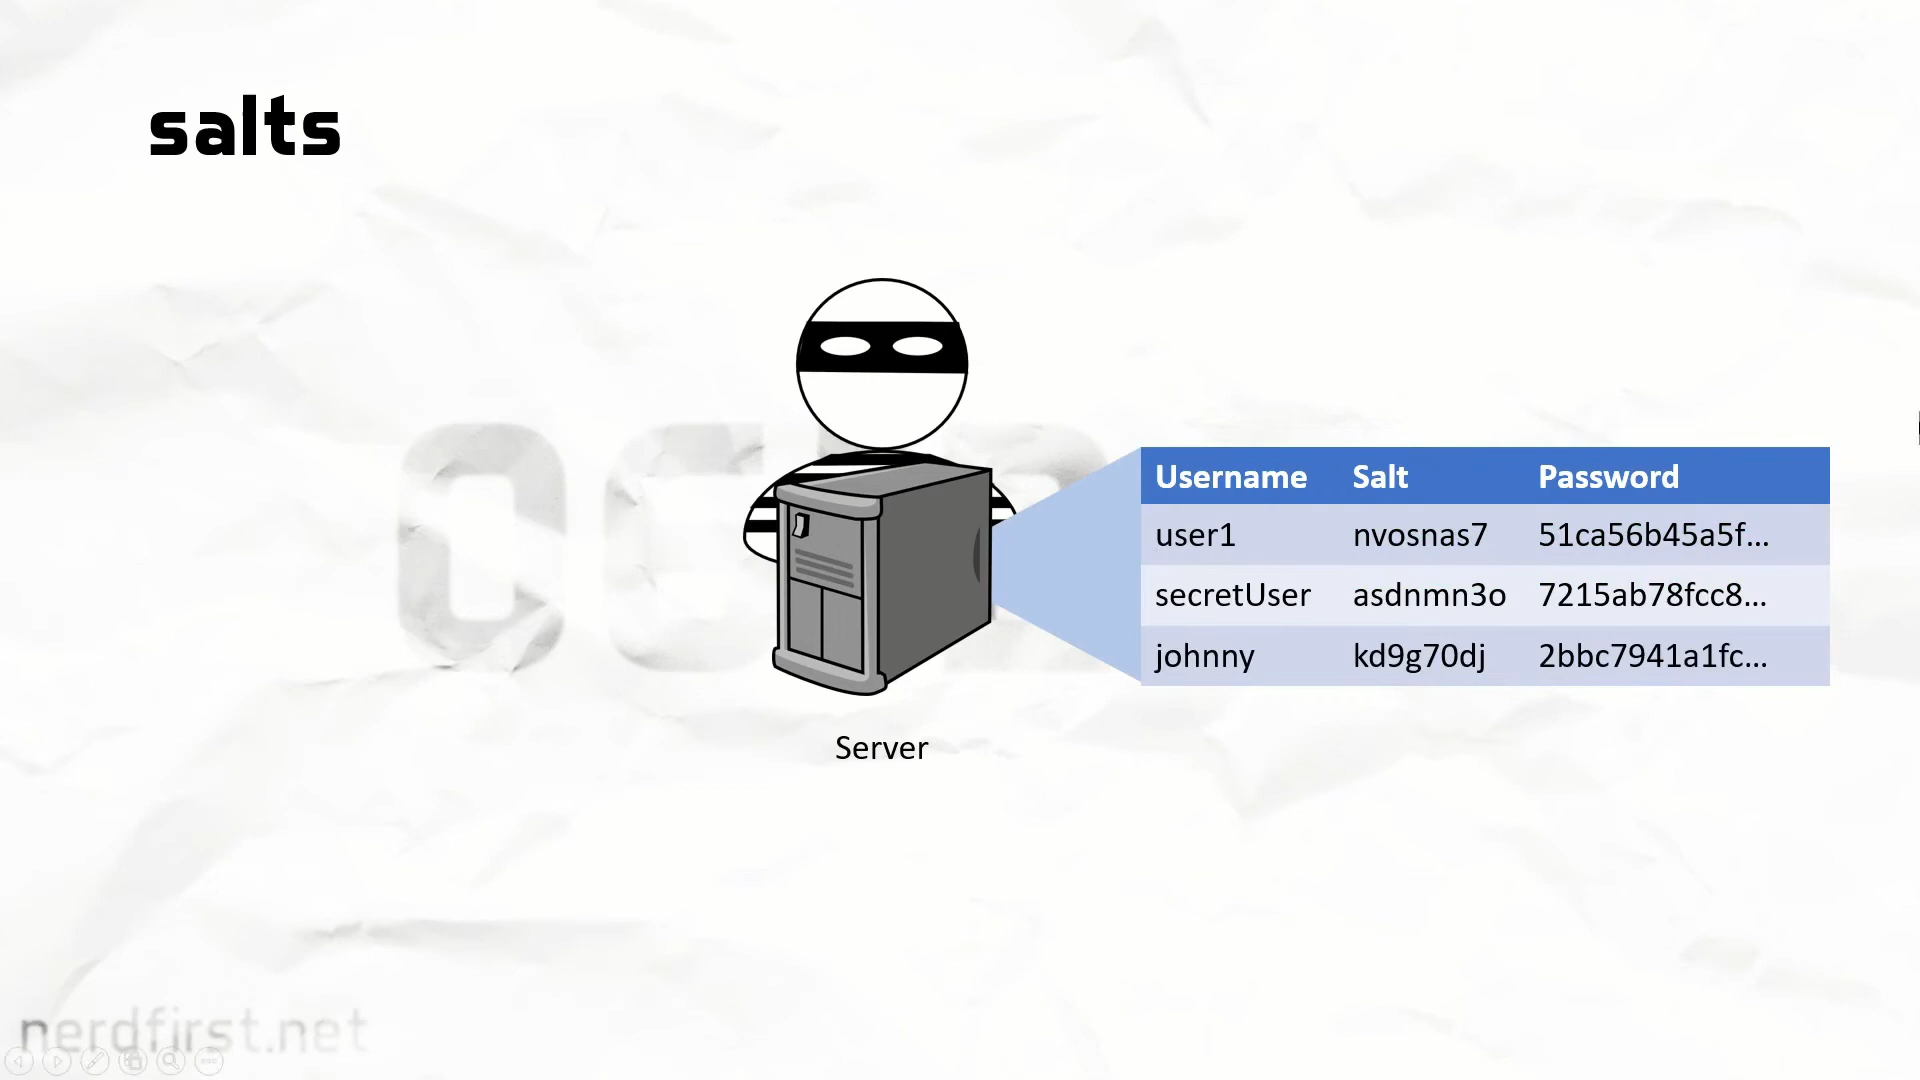 salts
Username Salt Password
user1 nvosnas7 51ca56b45a5f...
secretUser asdnmn3o 7215ab78fcc8...
johnny kd9g70dj 2bbc7941a1fc...
Server
nerdfirst.net